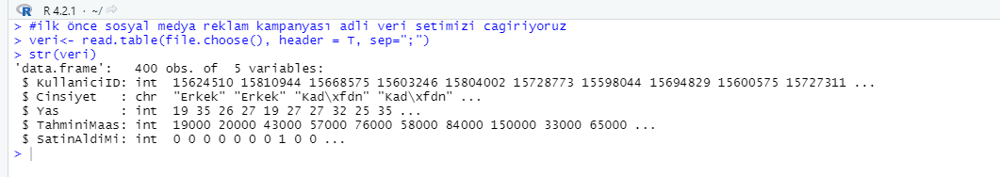 R 4.2.1 · ~/
> #ilk önce sosyal medya reklam kampanyası adli veri setimizi cagiriyoruz
> veri<- read.table(file.choose(), header = T, sep=";")
> str(veri)
'data.frame':   400 obs. of  5 variables:
 $ KullaniciID: int  15624510 15810944 15668575 15603246 15804002 15728773 15598044 15694829 15600575 15727311 ...
 $ Cinsiyet   : chr  "Erkek" "Erkek" "Kad\xfdn" "Kad\xfdn" ...
 $ Yas        : int  19 35 26 27 19 27 27 32 25 35 ...
 $ TahminiMaas: int  19000 20000 43000 57000 76000 58000 84000 150000 33000 65000 ...
 $ SatinAldiMi: int  0 0 0 0 0 0 0 1 0 0 ...
>